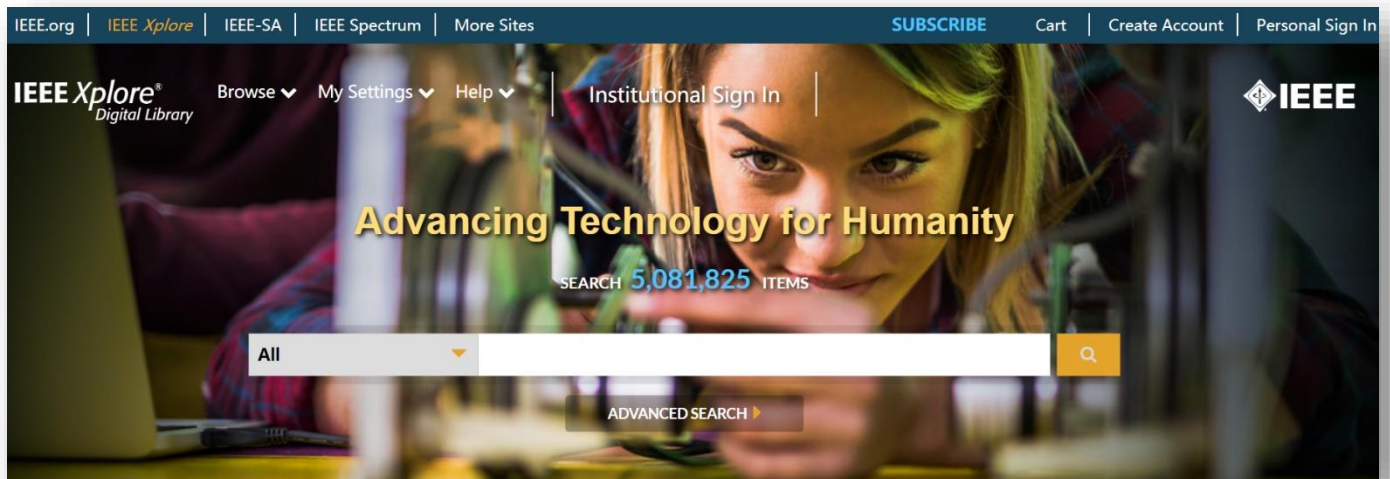 IEEE.org | IEEE Xplore | IEEE-SA | IEEE Spectrum | More Sites SUBSCRIBE Cart | Create Account | Personal Sign In
IEEE Xplore® Browse My Settings Help | Institutional Sign In | IEEE
Digital Library
Advancing Technology for Humanity
SEARCH 5,081,825 ITEMS
All
ADVANCED SEARCH